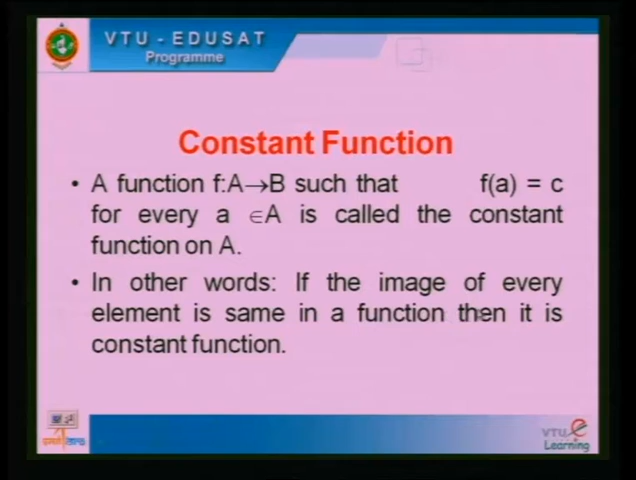 VTU - EDUSAT
Programme
Constant Function
• A function f:A→B such that f(a) = c
for every a ∈A is called the constant
function on A.
• In other words: If the image of every
element is same in a function then it is
constant function.
VTU e
Learning